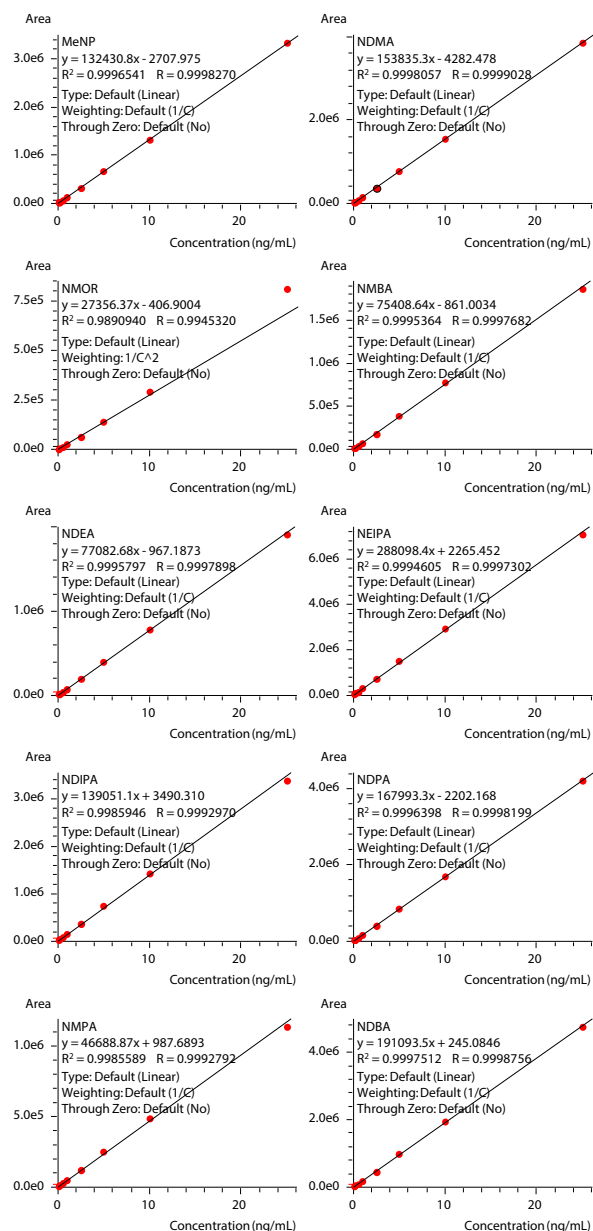 Area
MeNP
y = 132430.8x - 2707.975
R² = 0.9996541 R = 0.9998270
Type: Default (Linear)
Weighting: Default (1/C)
Through Zero: Default (No)
3.0e6
2.0e6
1.0e6
0.0e0
0
10
20
Concentration (ng/mL)
Area
NDMA
y = 153835.3x - 4282.478
R² = 0.9998057 R = 0.9999028
Type: Default (Linear)
Weighting: Default (1/C)
Through Zero: Default (No)
2.0e6
0.0e0
0
10
20
Concentration (ng/mL)
Area
NMOR
y = 27356.37x - 406.9004
R² = 0.9890940 R = 0.9945320
Type: Default (Linear)
Weighting: 1/C^2
Through Zero: Default (No)
7.5e5
5.0e5
2.5e5
0.0e0
0
10
20
Concentration (ng/mL)
Area
NMBA
y = 75408.64x - 861.0034
R² = 0.9995364 R = 0.9997682
Type: Default (Linear)
Weighting: Default (1/C)
Through Zero: Default (No)
1.5e6
1.0e6
5.0e5
0.0e0
0
10
20
Concentration (ng/mL)
Area
NDEA
y = 77082.68x - 967.1873
R² = 0.9995797 R = 0.9997898
Type: Default (Linear)
Weighting: Default (1/C)
Through Zero: Default (No)
1.0e6
0.0e0
0
10
20
Concentration (ng/mL)
Area
NEIPA
y = 288098.4x + 2265.452
R² = 0.9994605 R = 0.9997302
Type: Default (Linear)
Weighting: Default (1/C)
Through Zero: Default (No)
6.0e6
4.0e6
2.0e6
0.0e0
0
10
20
Concentration (ng/mL)
Area
NDIPA
y = 139051.1x + 3490.310
R² = 0.9985946 R = 0.9992970
Type: Default (Linear)
Weighting: Default (1/C)
Through Zero: Default (No)
3.0e6
2.0e6
1.0e6
0.0e0
0
10
20
Concentration (ng/mL)
Area
NDPA
y = 167993.3x - 2202.168
R² = 0.9996398 R = 0.9998199
Type: Default (Linear)
Weighting: Default (1/C)
Through Zero: Default (No)
4.0e6
2.0e6
0.0e0
0
10
20
Concentration (ng/mL)
Area
NMPA
y = 46688.87x + 987.6893
R² = 0.9985589 R = 0.9992792
Type: Default (Linear)
Weighting: Default (1/C)
Through Zero: Default (No)
1.0e6
5.0e5
0.0e0
0
10
20
Concentration (ng/mL)
Area
NDBA
y = 191093.5x + 245.0846
R² = 0.9997512 R = 0.9998756
Type: Default (Linear)
Weighting: Default (1/C)
Through Zero: Default (No)
4.0e6
2.0e6
0.0e0
0
10
20
Concentration (ng/mL)